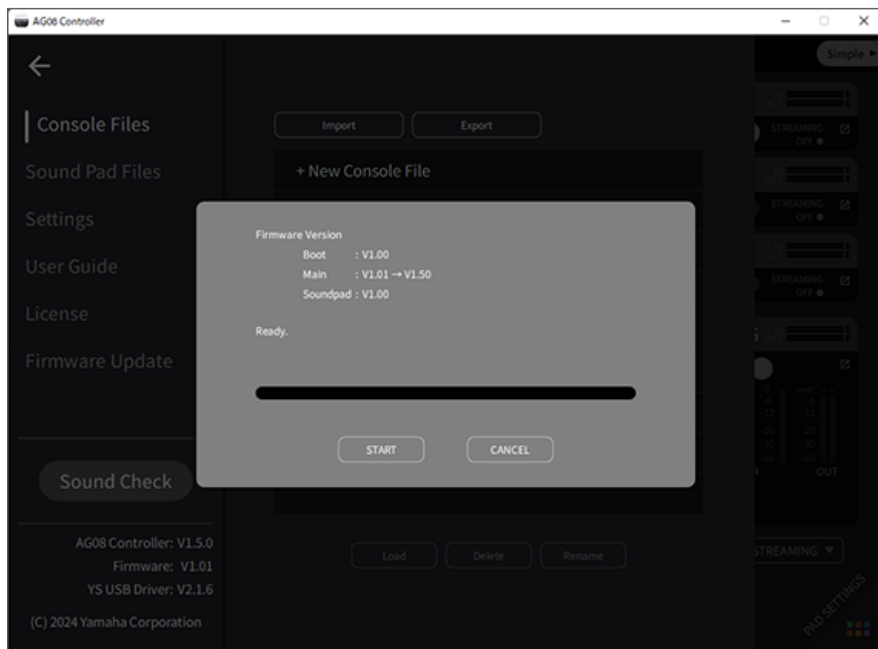 AG08 Controller
Simple
Console Files
Import
Export
Sound Pad Files
+ New Console File
STREAMING
OFF
Settings
STREAMING
OFF
User Guide
STREAMING
OFF
License
Firmware Update
Firmware Version
Boot : V1.00
Main : V1.01 → V1.50
Soundpad : V1.00
Ready.
START
CANCEL
Sound Check
OUT
AG08 Controller: V1.5.0
Firmware: V1.01
YS USB Driver: V2.1.6
(C) 2024 Yamaha Corporation
Load
Delete
Rename
STREAMING ▼
PAD SETTINGS